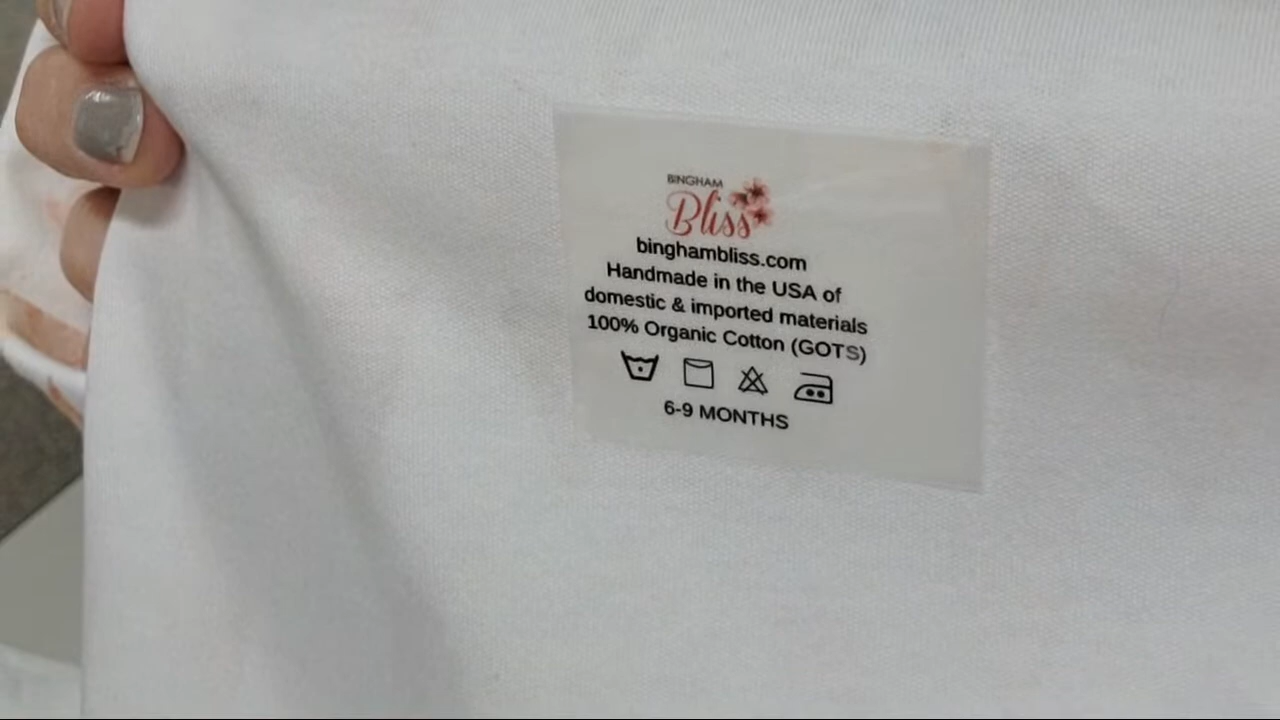 BINGHAM
Bliss
binghambliss.com
Handmade in the USA of
domestic & imported materials
100% Organic Cotton (GOTS)
6-9 MONTHS